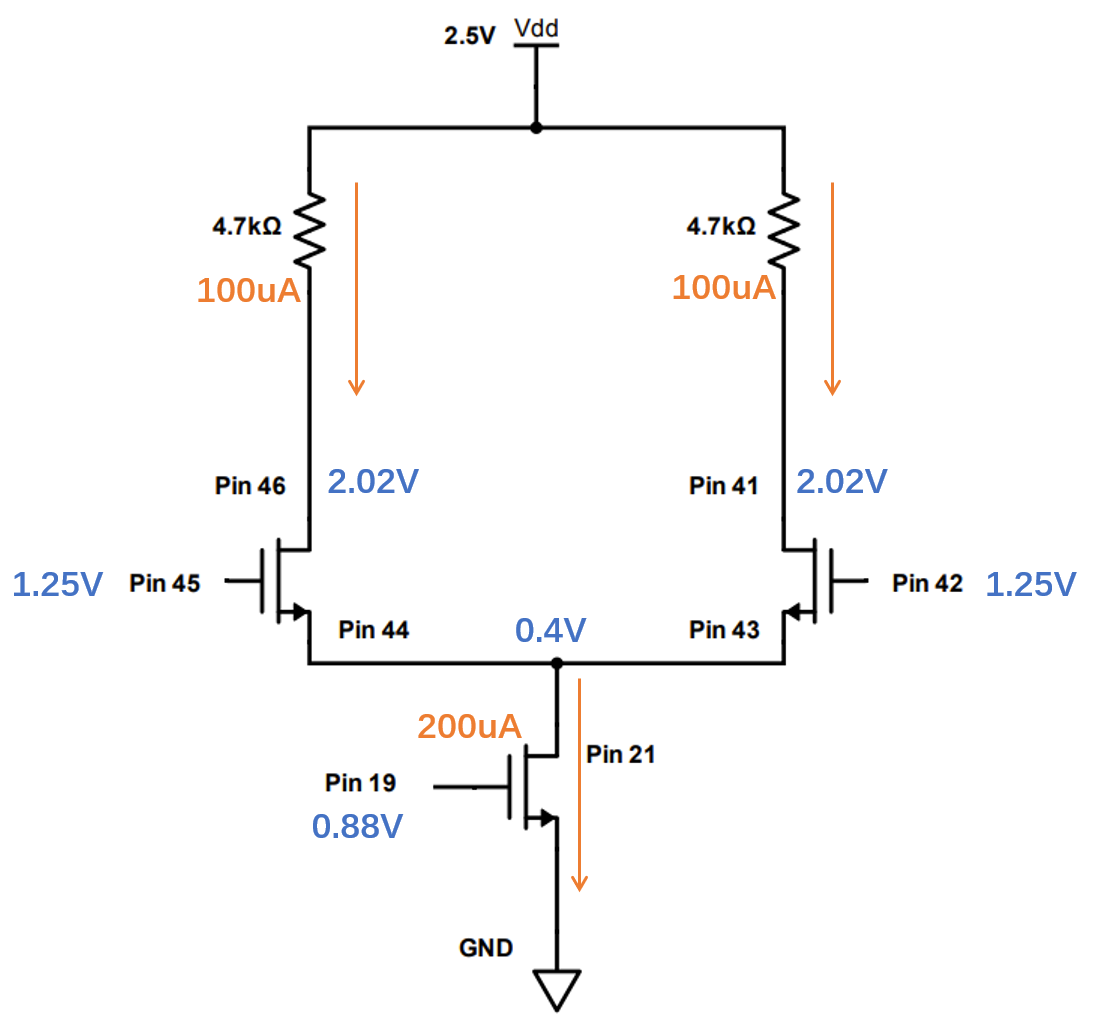 2.5V Vdd
4.7kΩ
4.7kΩ
100uA
100uA
Pin 46 2.02V
Pin 41 2.02V
1.25V Pin 45
Pin 42 1.25V
Pin 44
0.4V
Pin 43
200uA
Pin 21
Pin 19
0.88V
GND